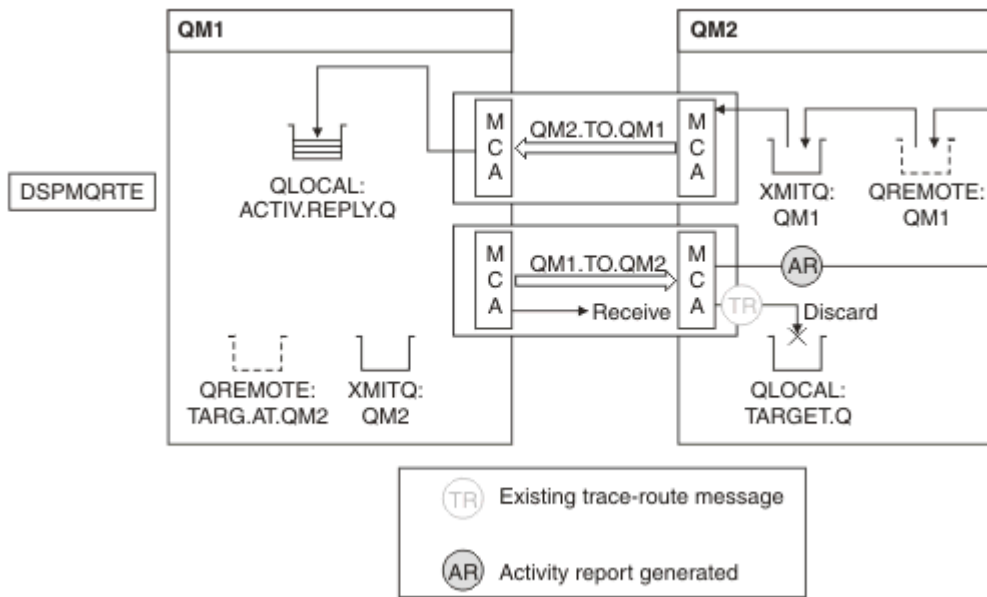 QM1
QM2
DSPMQRTE
QLOCAL:
ACTIV.REPLY.Q
M
C
A
QM2.TO.QM1
M
C
A
XMITQ:
QM1
QREMOTE:
QM1
M
C
A
QM1.TO.QM2
Receive
M
C
A
AR
TR
Discard
QREMOTE:
TARG.AT.QM2
XMITQ:
QM2
QLOCAL:
TARGET.Q
TR Existing trace-route message
AR Activity report generated